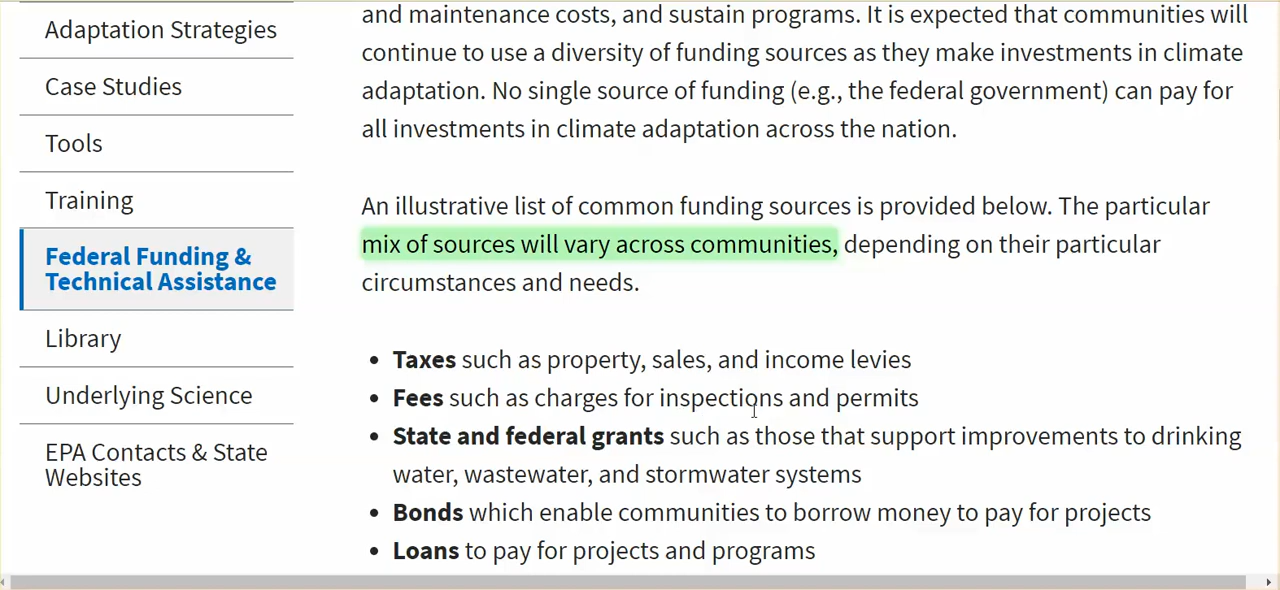 Adaptation Strategies
Case Studies
Tools
Training
Federal Funding &
Technical Assistance
Library
Underlying Science
EPA Contacts & State
Websites
and maintenance costs, and sustain programs. It is expected that communities will
continue to use a diversity of funding sources as they make investments in climate
adaptation. No single source of funding (e.g., the federal government) can pay for
all investments in climate adaptation across the nation.
An illustrative list of common funding sources is provided below. The particular
mix of sources will vary across communities, depending on their particular
circumstances and needs.
• Taxes such as property, sales, and income levies
• Fees such as charges for inspections and permits
• State and federal grants such as those that support improvements to drinking
water, wastewater, and stormwater systems
• Bonds which enable communities to borrow money to pay for projects
• Loans to pay for projects and programs